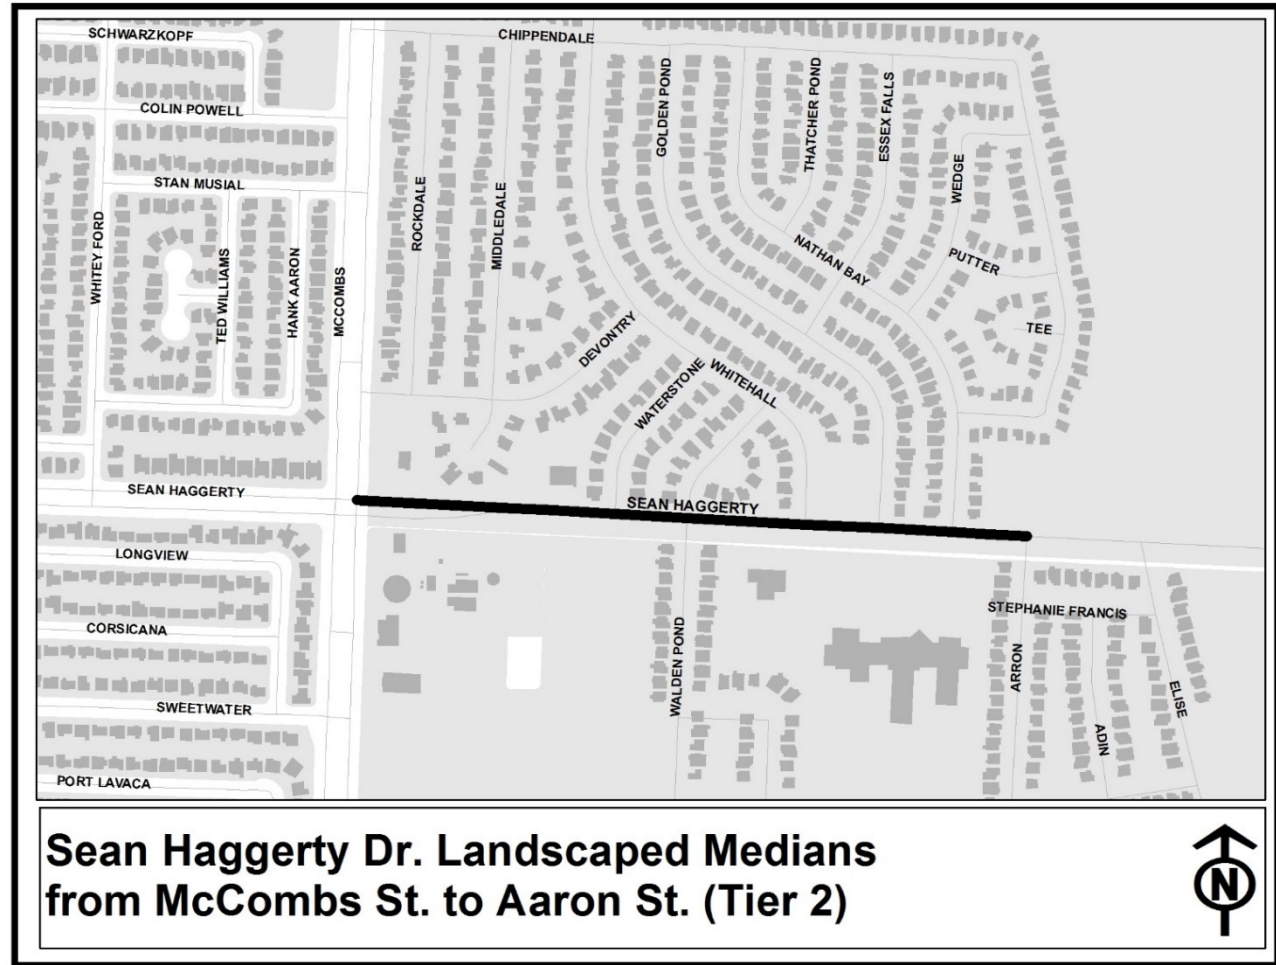 SCHWARZKOPF
CHIPPENDALE
COLIN POWELL
GOLDEN POND
THATCHER POND
ESSEX FALLS
STAN MUSIAL
WEDGE
ROCKDALE
MIDDLEDALE
WHITEY FORD
TED WILLIAMS
HANK AARON
MCCOMBS
NATHAN BAY
PUTTER
TEE
DEVONTRY
WATERSTONE
WHITEHALL
SEAN HAGGERTY
SEAN HAGGERTY
LONGVIEW
STEPHANIE FRANCIS
CORSICANA
WALDEN POND
ARRON
ELISE
SWEETWATER
ADIN
PORT LAVACA
Sean Haggerty Dr. Landscaped Medians
from McCombs St. to Aaron St. (Tier 2)
N